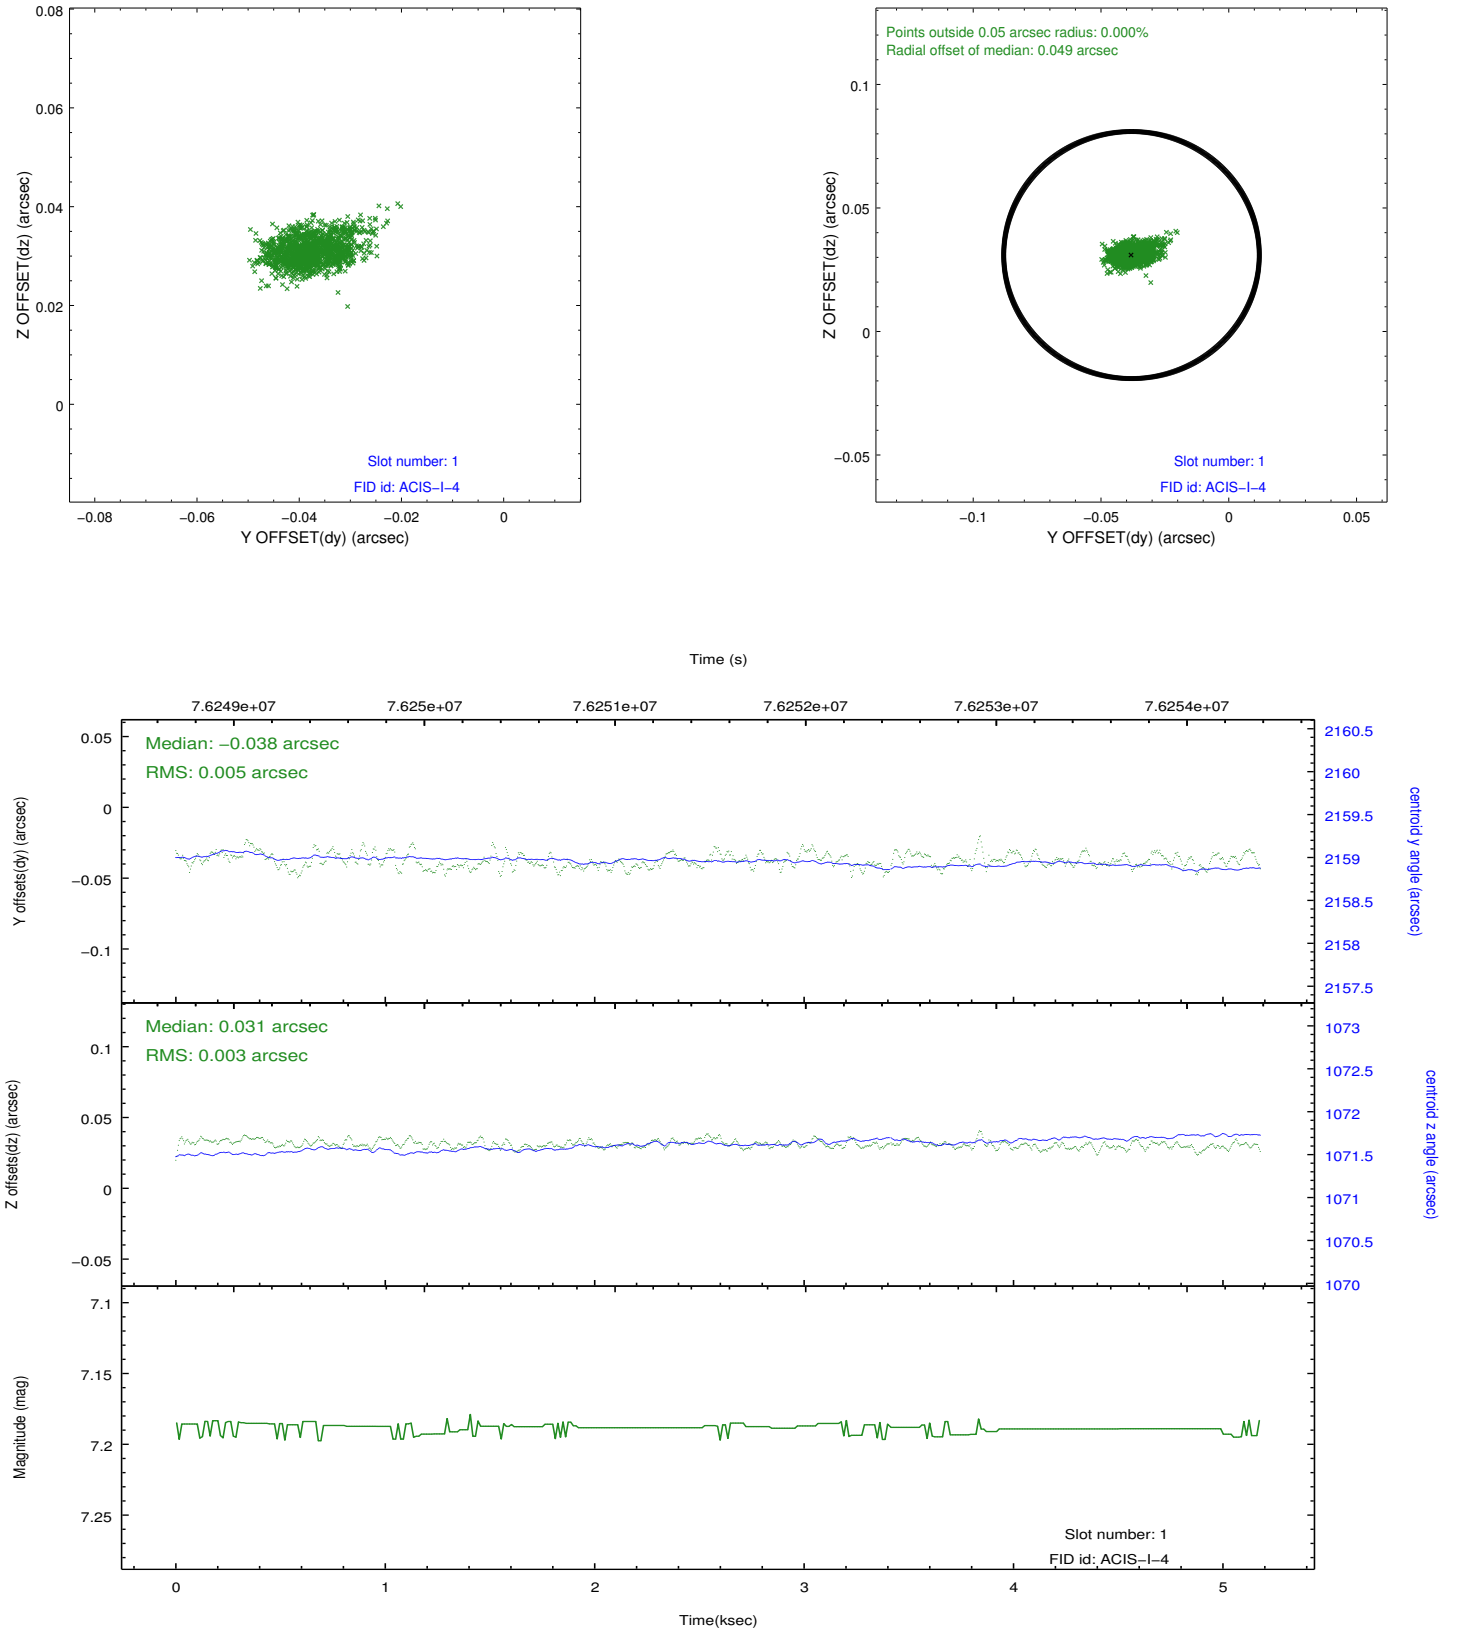 0.08
0.06
0.04
0.02
0
Z OFFSET(dz) (arcsec)
Slot number: 1
FID id: ACIS−I−4
−0.08 −0.06 −0.04 −0.02 0
Y OFFSET(dy) (arcsec)
Points outside 0.05 arcsec radius: 0.000%
Radial offset of median: 0.049 arcsec
0.1
0.05
0
−0.05
Z OFFSET(dz) (arcsec)
Slot number: 1
FID id: ACIS−I−4
−0.1 −0.05 0 0.05
Y OFFSET(dy) (arcsec)
Time (s)
7.6249e+07 7.625e+07 7.6251e+07 7.6252e+07 7.6253e+07 7.6254e+07
Median: −0.038 arcsec
RMS: 0.005 arcsec
0.05
0
−0.05
−0.1
Y offsets(dy) (arcsec)
2160.5
2160
2159.5
2159
2158.5
2158
2157.5
centroid y angle (arcsec)
Median: 0.031 arcsec
RMS: 0.003 arcsec
0.1
0.05
0
−0.05
Z offsets(dz) (arcsec)
1073
1072.5
1072
1071.5
1071
1070.5
1070
centroid z angle (arcsec)
7.1
7.15
7.2
7.25
Magnitude (mag)
Slot number: 1
FID id: ACIS−I−4
0 1 2 3 4 5
Time(ksec)